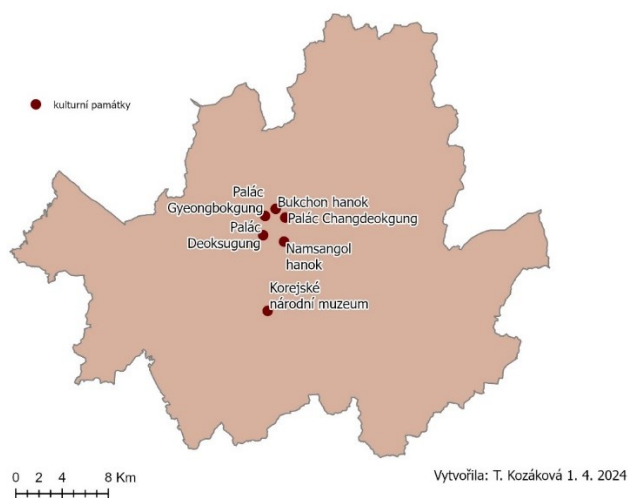 kulturní památky
Palác
Gyeongbokgung
Bukchon hanok
Palác Changdeokgung
Palác
Deoksugung
Namsangol
hanok
Korejské
národní muzeum
0 2 4 8 Km
Vytvořila: T. Kozáková 1. 4. 2024